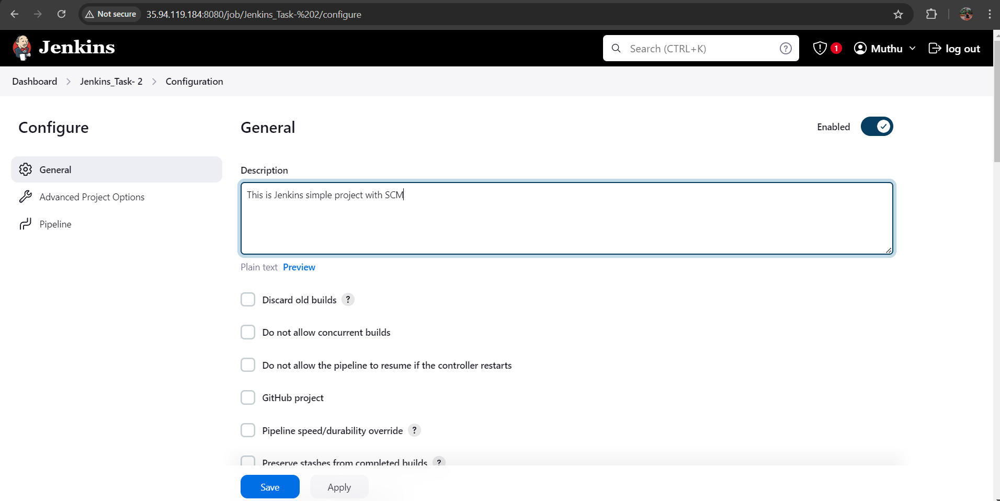 Not secure 35.94.119.184:8080/job/Jenkins_Task-%202/configure
Jenkins
Search (CTRL+K) ?
1
Muthu
log out
Dashboard > Jenkins_Task- 2 > Configuration
Configure
General
Advanced Project Options
Pipeline
General
Enabled
Description
This is Jenkins simple project with SCM
Plain text Preview
Discard old builds ?
Do not allow concurrent builds
Do not allow the pipeline to resume if the controller restarts
GitHub project
Pipeline speed/durability override ?
Preserve stashes from completed builds ?
Save
Apply